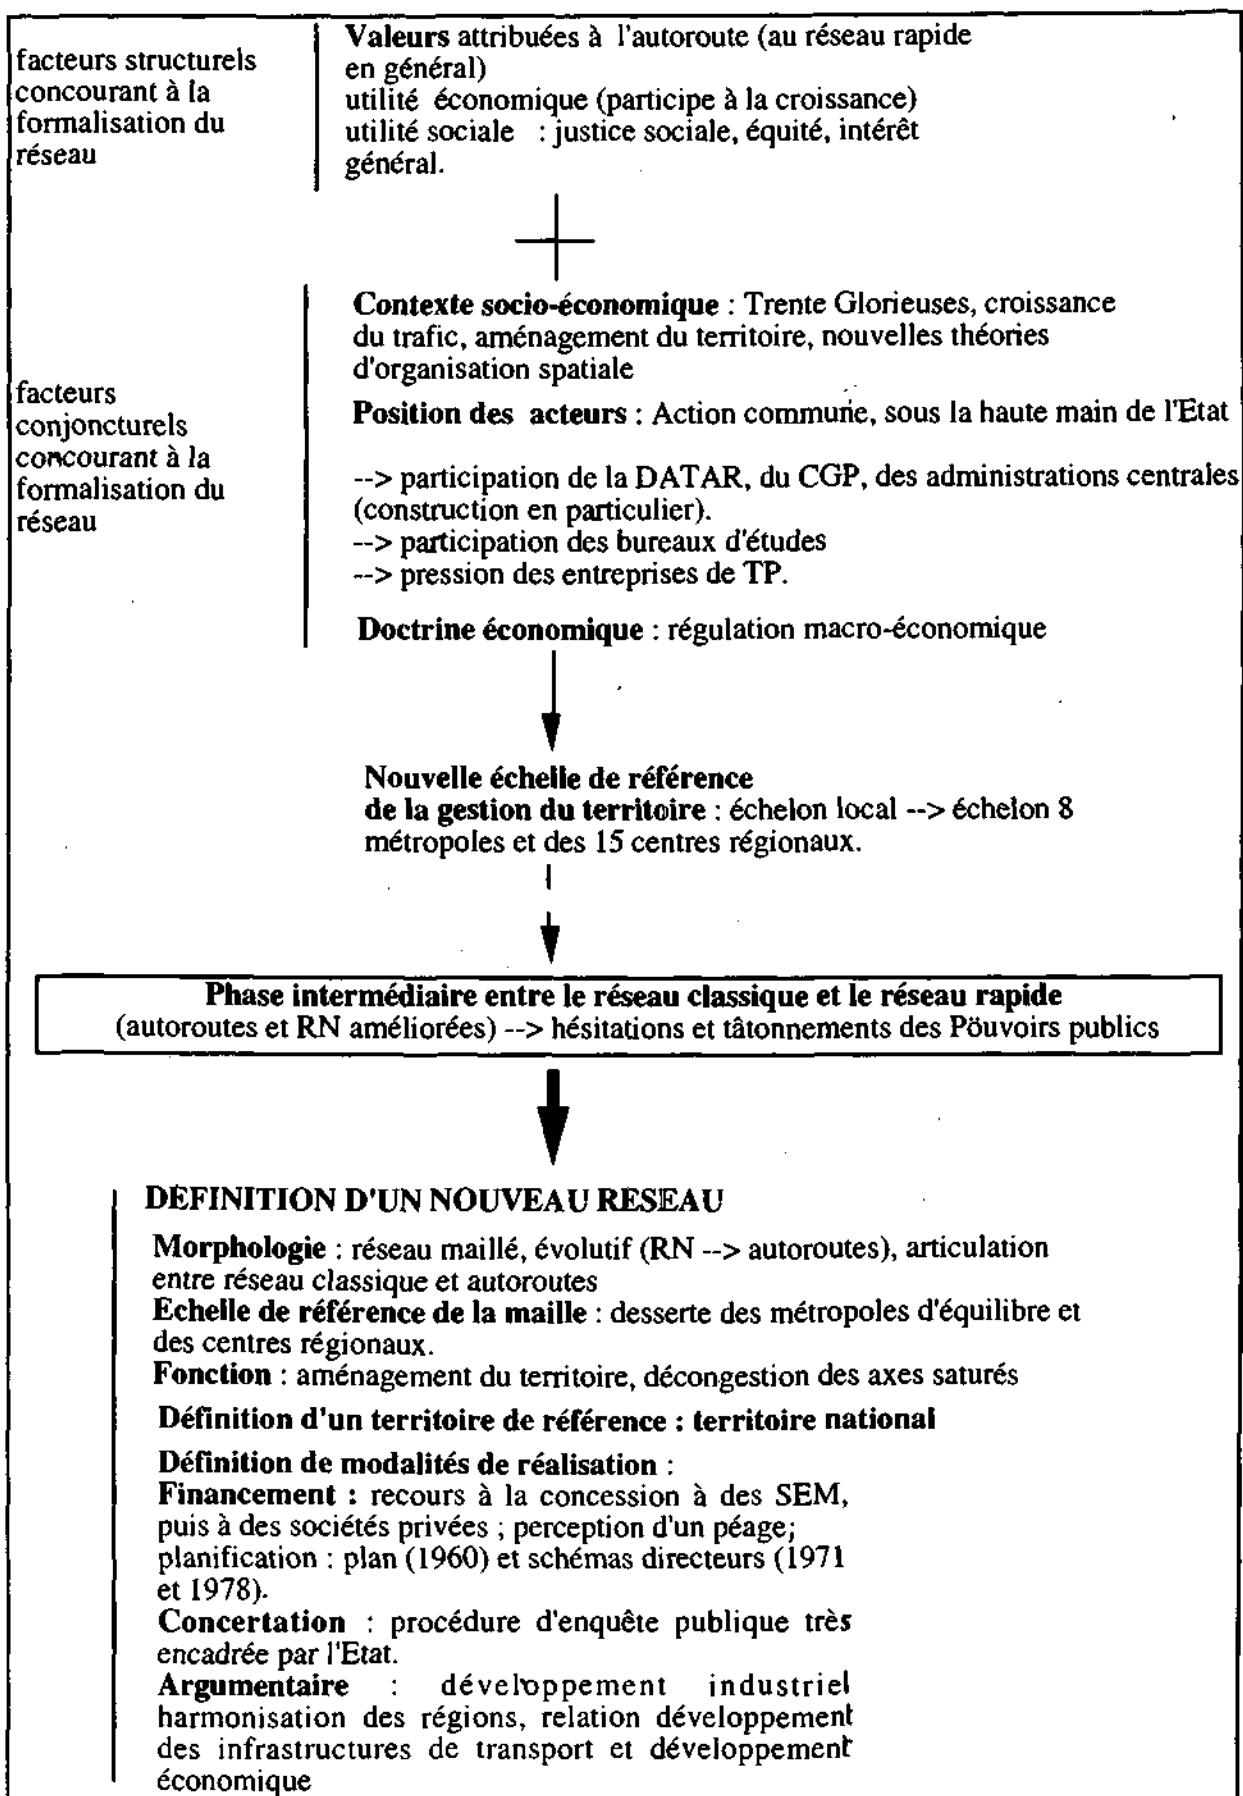 facteurs structurels
concourant à la
formalisation du
réseau
Valeurs attribuées à l'autoroute (au réseau rapide
en général)
utilité économique (participe à la croissance)
utilité sociale : justice sociale, équité, intérêt
général.
facteurs
conjoncturels
concourant à la
formalisation du
réseau
Contexte socio-économique : Trente Glorieuses, croissance
du trafic, aménagement du territoire, nouvelles théories
d'organisation spatiale
Position des acteurs : Action commune, sous la haute main de l'Etat
--> participation de la DATAR, du CGP, des administrations centrales
(construction en particulier).
--> participation des bureaux d'études
--> pression des entreprises de TP.
Doctrine économique : régulation macro-économique
Nouvelle échelle de référence
de la gestion du territoire : échelon local --> échelon 8
métropoles et des 15 centres régionaux.
Phase intermédiaire entre le réseau classique et le réseau rapide
(autoroutes et RN améliorées) --> hésitations et tâtonnements des Pouvoirs publics
DEFINITION D'UN NOUVEAU RESEAU
Morphologie : réseau maillé, évolutif (RN --> autoroutes), articulation
entre réseau classique et autoroutes
Echelle de référence de la maille : desserte des métropoles d'équilibre et
des centres régionaux.
Fonction : aménagement du territoire, décongestion des axes saturés
Définition d'un territoire de référence : territoire national
Définition de modalités de réalisation :
Financement : recours à la concession à des SEM,
puis à des sociétés privées ; perception d'un péage;
planification : plan (1960) et schémas directeurs (1971
et 1978).
Concertation : procédure d'enquête publique très
encadrée par l'Etat.
Argumentaire : développement industriel
harmonisation des régions, relation développement
des infrastructures de transport et développement
économique